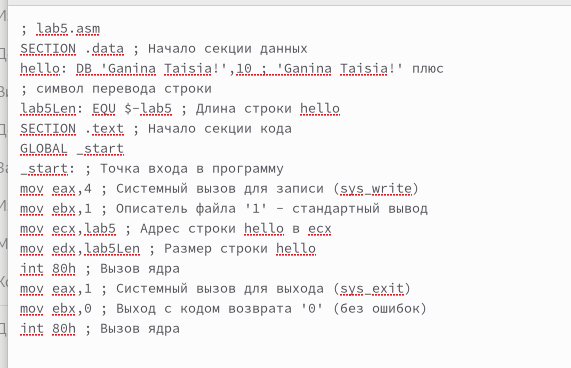 ; lab5.asm
SECTION .data ; Начало секции данных
hello: DB 'Ganina Taisia!',10 ; 'Ganina Taisia!' плюс
; символ перевода строки
lab5Len: EQU $-lab5 ; Длина строки hello
SECTION .text ; Начало секции кода
GLOBAL _start
_start: ; Точка входа в программу
mov eax,4 ; Системный вызов для записи (sys_write)
mov ebx,1 ; Описатель файла '1' - стандартный вывод
mov ecx,lab5 ; Адрес строки hello в ecx
mov edx,lab5Len ; Размер строки hello
int 80h ; Вызов ядра
mov eax,1 ; Системный вызов для выхода (sys_exit)
mov ebx,0 ; Выход с кодом возврата '0' (без ошибок)
int 80h ; Вызов ядра